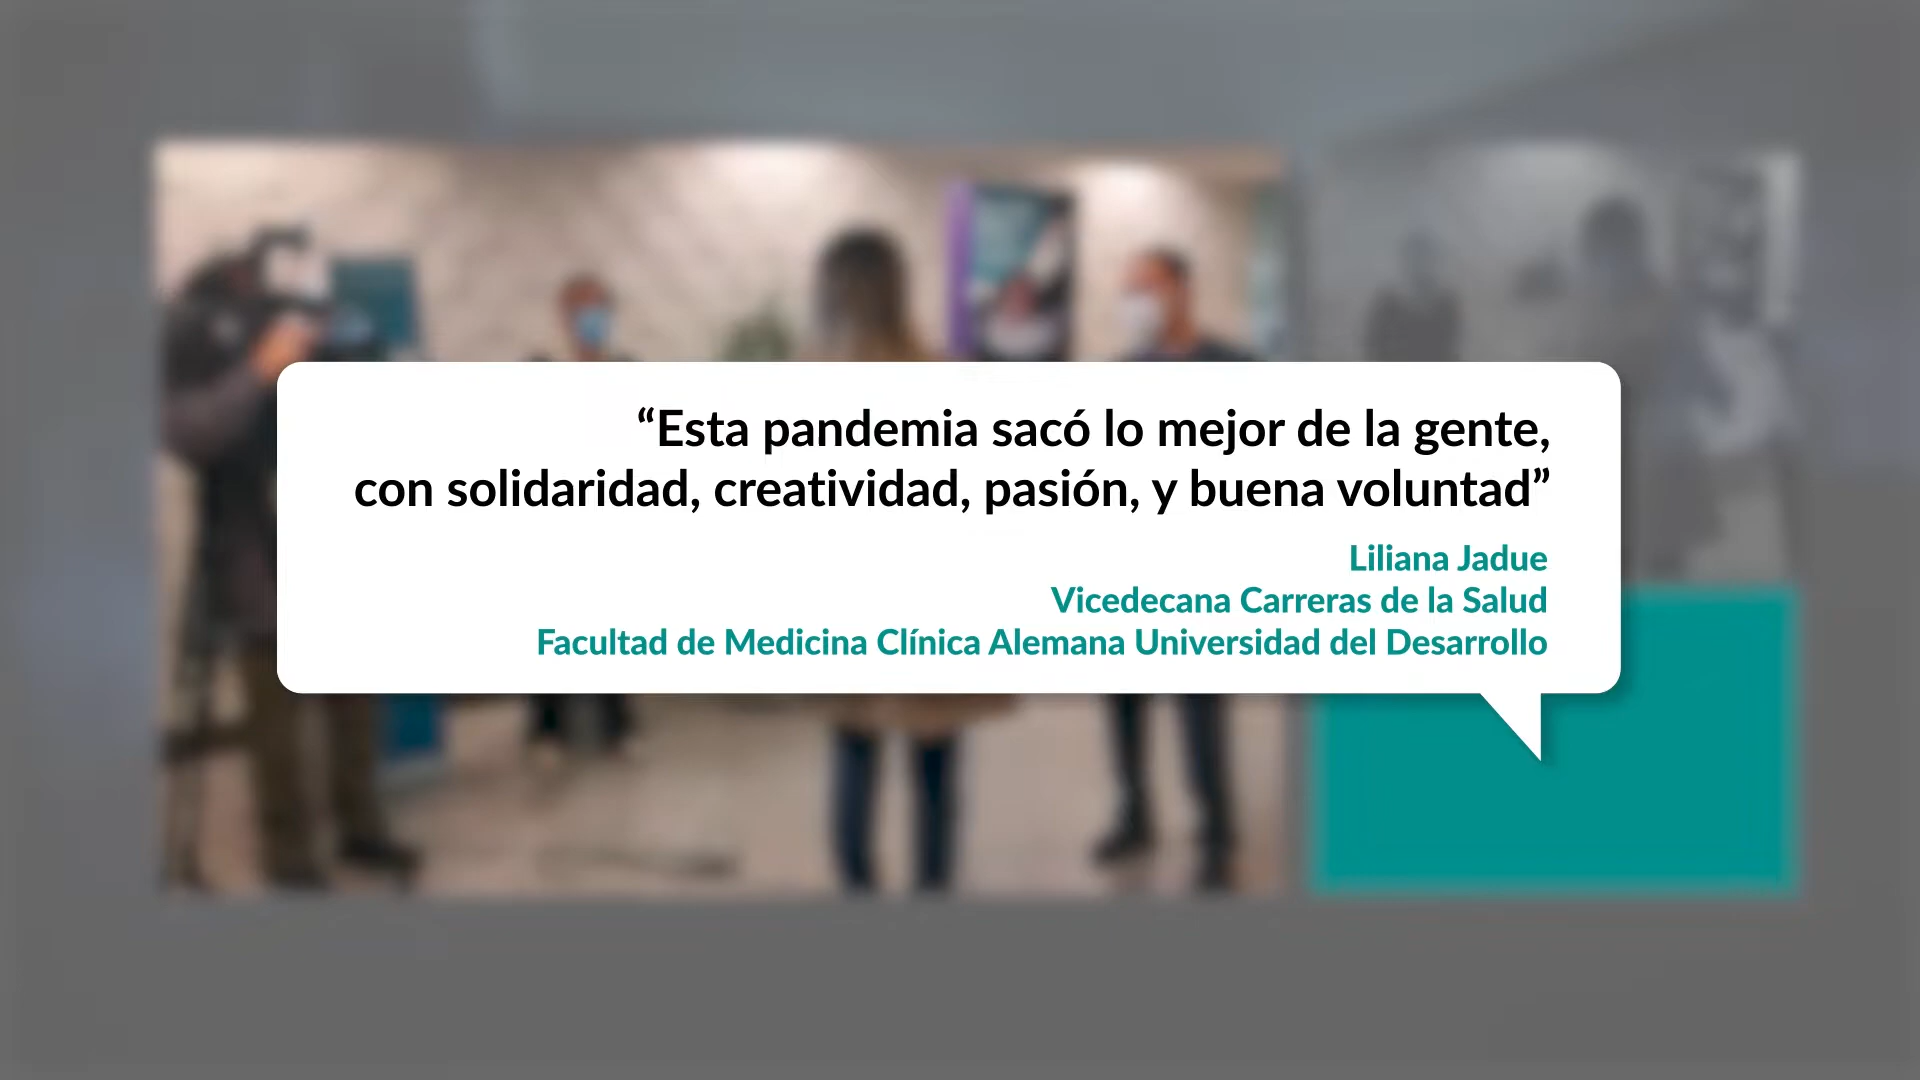 “Esta pandemia sacó lo mejor de la gente,
con solidaridad, creatividad, pasión, y buena voluntad”
Liliana Jadue
Vicedecana Carreras de la Salud
Facultad de Medicina Clínica Alemana Universidad del Desarrollo